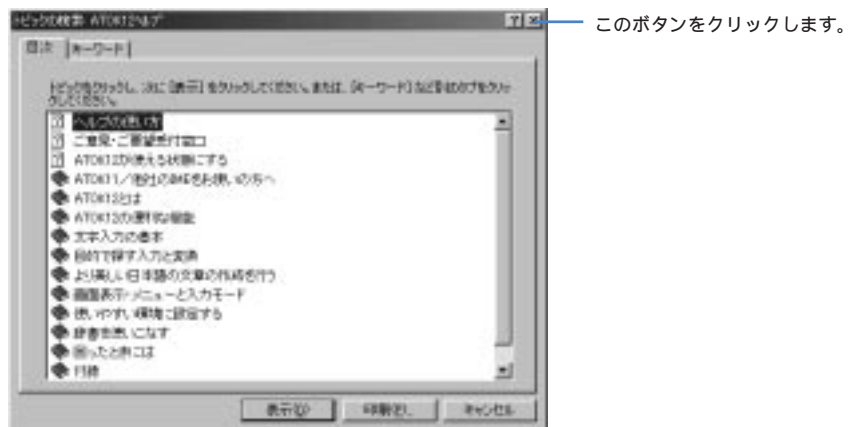 トピックの検索: ATOK12ヘルプ
このボタンをクリックします。
目次 キーワード
トピックをクリックし、次に [表示] をクリックしてください。または、[キーワード] など別のタブをクリッ
クしてください。
ヘルプの使い方
ご意見・ご要望受付窓口
ATOK12が使える状態にする
ATOK11/他社のIMEをお使いの方へ
ATOK12とは
ATOK12の便利な機能
文字入力の基本
目的で探す入力と変換
より美しい日本語の文章の作成を行う
画面表示・メニューと入力モード
使いやすい環境に設定する
辞書を使いこなす
困ったときには
付録
表示(D) 印刷(P)... キャンセル